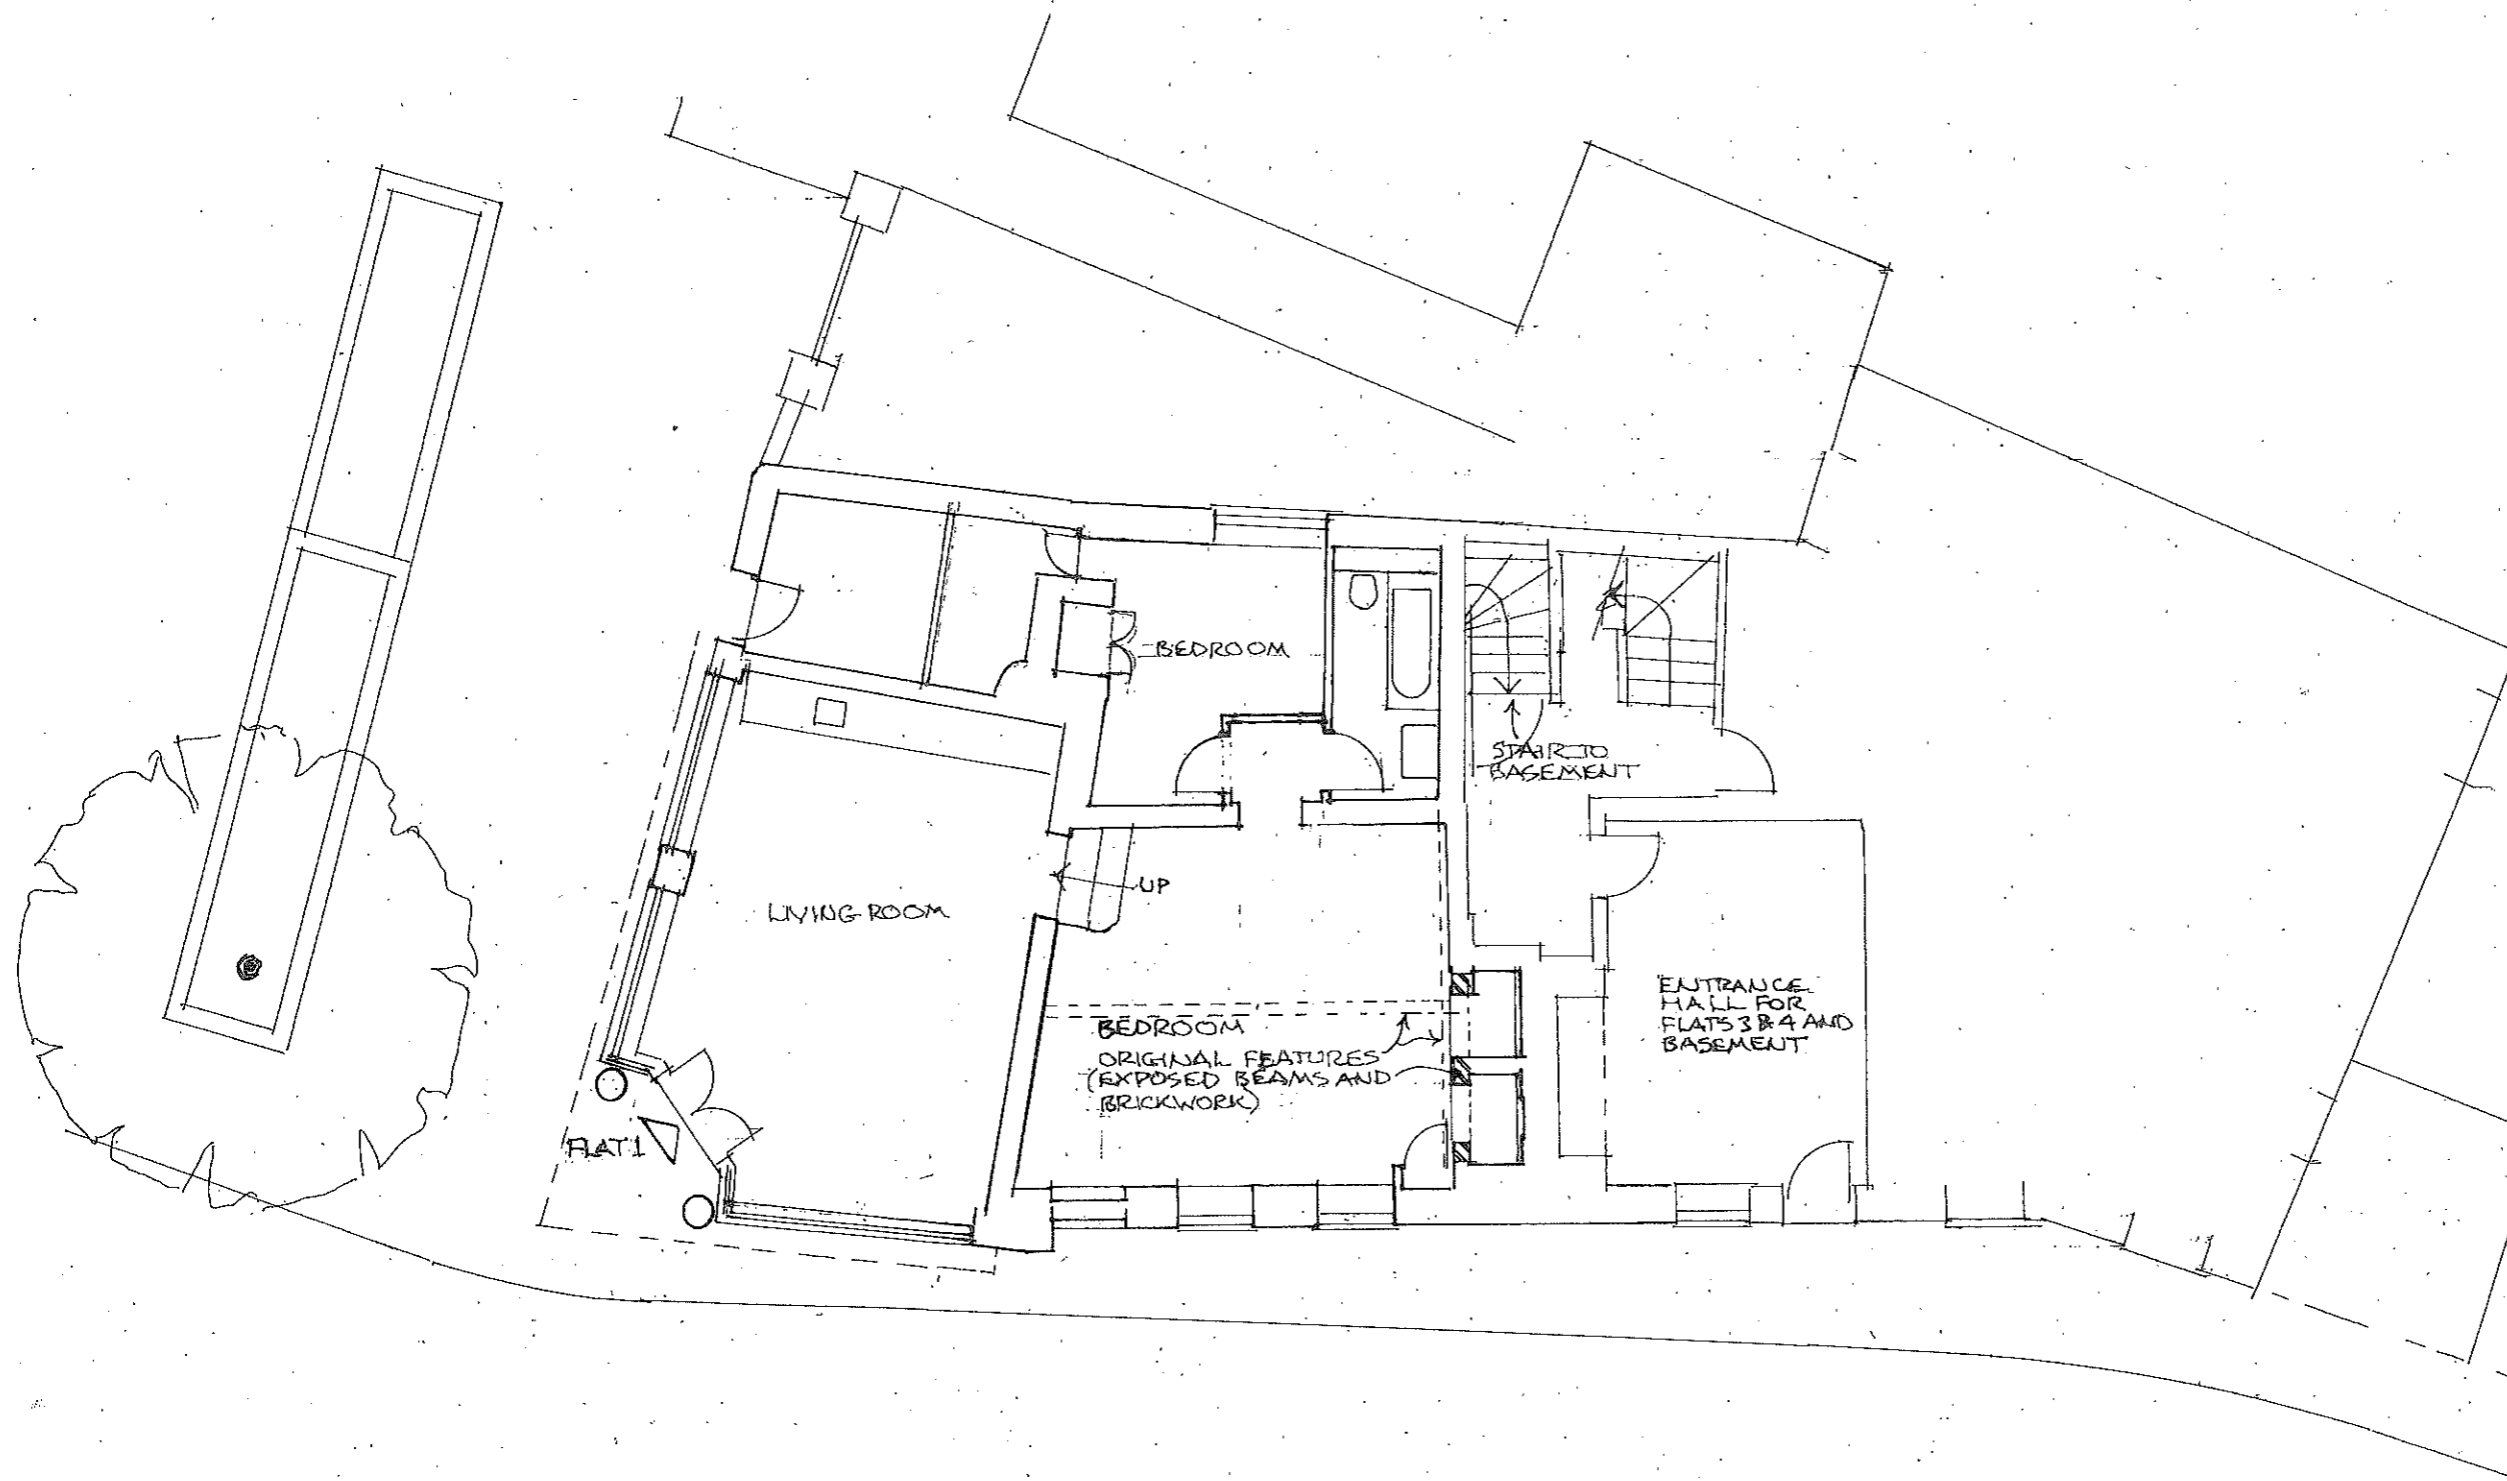 BEDROOM
STAIR TO
BASEMENT
UP
LIVING ROOM
ENTRANCE
HALL FOR
FLATS 3 & 4 AND
BASEMENT
BEDROOM
ORIGINAL FEATURES
(EXPOSED BEAMS AND
BRICKWORK)
FLAT 1